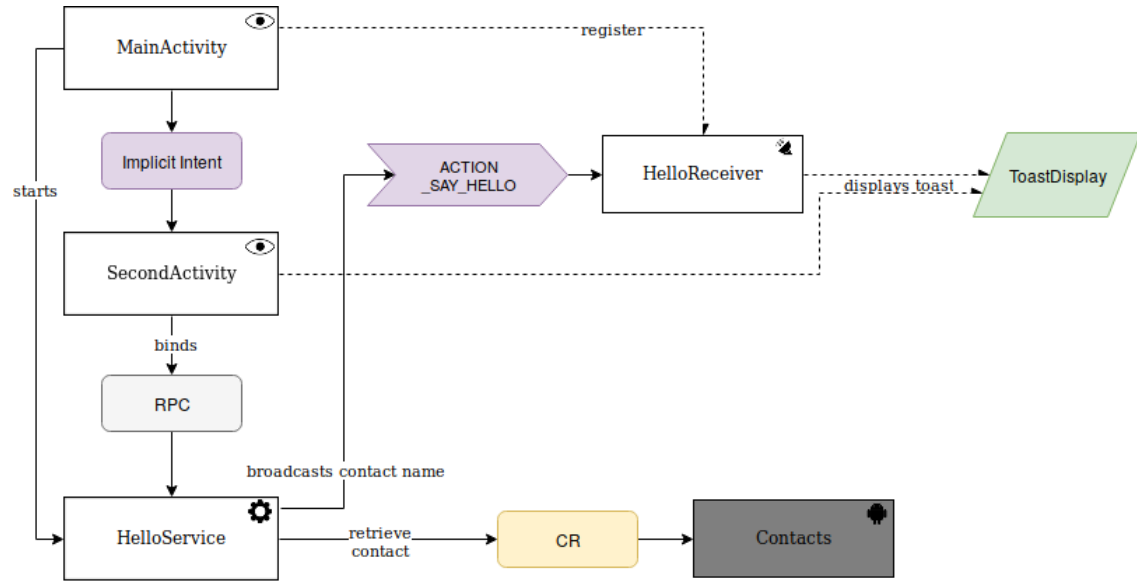 MainActivity
register
Implicit Intent
ACTION
_SAY_HELLO
HelloReceiver
ToastDisplay
displays toast
starts
SecondActivity
binds
RPC
broadcasts contact name
HelloService
retrieve
contact
CR
Contacts